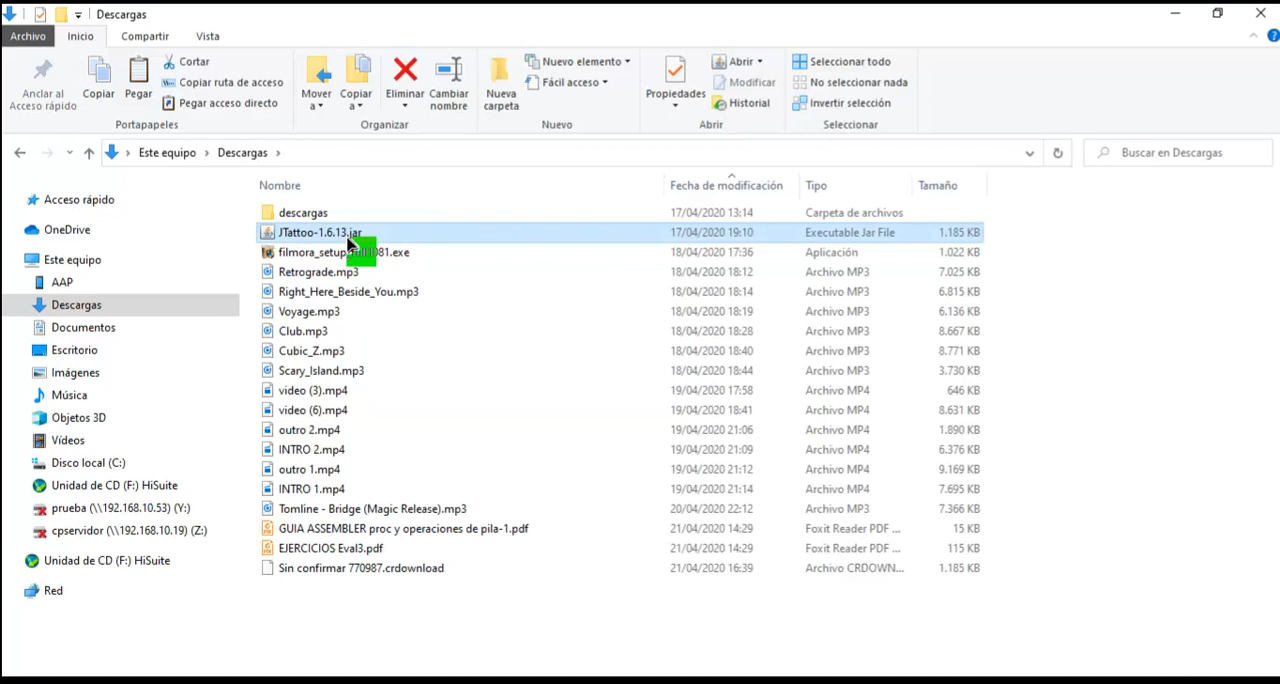 Descargas
Archivo Inicio Compartir Vista
Anclar al Acceso rápido
Copiar
Pegar
Cortar
Copiar ruta de acceso
Pegar acceso directo
Portapapeles
Mover a
Copiar a
Eliminar
Cambiar nombre
Organizar
Nueva carpeta
Nuevo elemento
Fácil acceso
Nuevo
Propiedades
Abrir
Modificar
Historial
Abrir
Seleccionar todo
No seleccionar nada
Invertir selección
Seleccionar
Este equipo > Descargas >
Buscar en Descargas
Acceso rápido
OneDrive
Este equipo
AAP
Descargas
Documentos
Escritorio
Imágenes
Música
Objetos 3D
Vídeos
Disco local (C:)
Unidad de CD (F:) HiSuite
prueba (\\192.168.10.53) (Y:)
cpservidor (\\192.168.10.19) (Z:)
Unidad de CD (F:) HiSuite
Red
Nombre Fecha de modificación Tipo Tamaño
descargas 17/04/2020 13:14 Carpeta de archivos
JTattoo-1.6.13.jar 17/04/2020 19:10 Executable Jar File 1.185 KB
18/04/2020 17:36 Aplicación 1.022 KB
Retrograde.mp3 18/04/2020 18:12 Archivo MP3 7.025 KB
Right_Here_Beside_You.mp3 18/04/2020 18:14 Archivo MP3 6.815 KB
Voyage.mp3 18/04/2020 18:19 Archivo MP3 6.136 KB
Club.mp3 18/04/2020 18:28 Archivo MP3 8.667 KB
Cubic_Z.mp3 18/04/2020 18:40 Archivo MP3 8.771 KB
Scary_Island.mp3 18/04/2020 18:44 Archivo MP3 3.730 KB
video (3).mp4 19/04/2020 17:58 Archivo MP4 646 KB
video (6).mp4 19/04/2020 18:41 Archivo MP4 8.631 KB
outro 2.mp4 19/04/2020 21:06 Archivo MP4 1.890 KB
INTRO 2.mp4 19/04/2020 21:09 Archivo MP4 6.376 KB
outro 1.mp4 19/04/2020 21:12 Archivo MP4 9.169 KB
INTRO 1.mp4 19/04/2020 21:14 Archivo MP4 7.695 KB
Tomline - Bridge (Magic Release).mp3 20/04/2020 22:12 Archivo MP3 7.366 KB
GUIA ASSEMBLER proc y operaciones de pila-1.pdf 21/04/2020 14:29 Foxit Reader PDF ... 15 KB
EJERCICIOS Eval3.pdf 21/04/2020 14:29 Foxit Reader PDF ... 115 KB
Sin confirmar 770987.crdownload 21/04/2020 16:39 Archivo CRDOWN... 1.185 KB